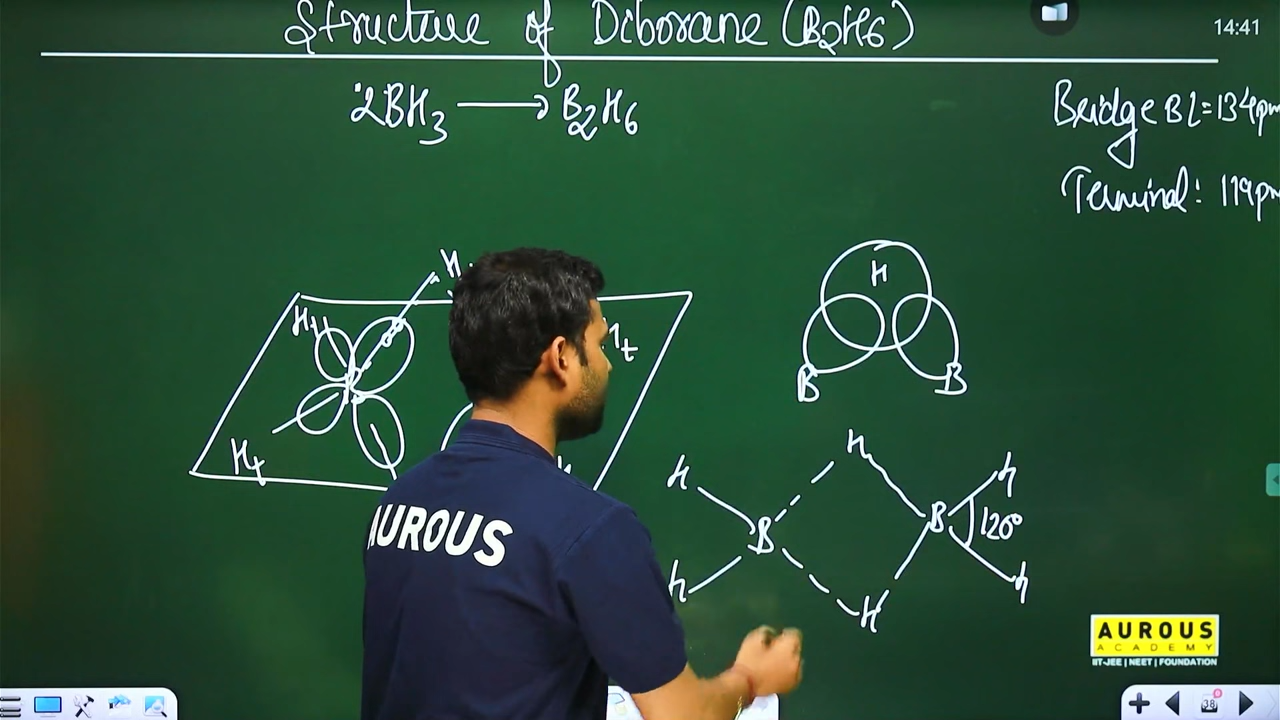 Structure of Diborane (B2H6)
14:41
2BH3 → B2H6
Bridge BL = 134pm
Terminal: 119pm
H
Ht
Ht
Ht
H
B
B
H
H
h
B
B
120°
h
H
h
AUROUS
AUROUS
ACADEMY
IIT-JEE | NEET | FOUNDATION
38